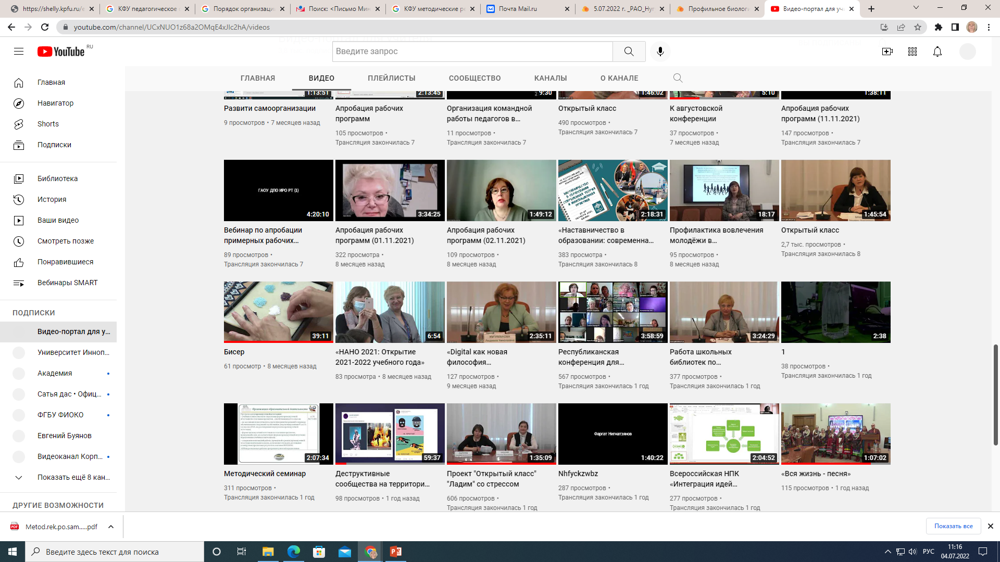 https://shelly.kpfu.ru/e
КФУ педагогическое
Порядок организаци
Поиск: <Письмо Мин
КФУ методические ре
Почта Mail.ru
5.07.2022 г. _РАО_Нуг
Профильное биологи
Видео-портал для учи
youtube.com/channel/UCxNUO1z68a2OMqE4xJlc2hA/videos
YouTube RU
Введите запрос
ГЛАВНАЯ ВИДЕО ПЛЕЙЛИСТЫ СООБЩЕСТВО КАНАЛЫ О КАНАЛЕ
Главная
Навигатор
Shorts
Подписки
Библиотека
История
Ваши видео
Смотреть позже
Понравившиеся
Вебинары SMART
ПОДПИСКИ
Видео-портал для у...
Университет Инноп...
Академия
Сатья дас • Офиц...
ФГБУ ФИОКО
Евгений Буянов
Видеоканал Корп...
Показать ещё 8 кан...
ДРУГИЕ ВОЗМОЖНОСТИ
1:13:51
Развити самоорганизации
9 просмотров • 7 месяцев назад
2:13:45
Апробация рабочих
программ
105 просмотров •
Трансляция закончилась 7
9:30
Организация командной
работы педагогов в...
11 просмотров •
Трансляция закончилась 7
1:46:02
Открытый класс
490 просмотров •
Трансляция закончилась 7
5:10
К августовской
конференции
37 просмотров •
7 месяцев назад
1:38:11
Апробация рабочих
программ (11.11.2021)
147 просмотров •
Трансляция закончилась 7
ГАОУ ДПО ИРО РТ (1)
4:20:10
Вебинар по апробации
примерных рабочих...
89 просмотров •
Трансляция закончилась 7
3:34:25
Апробация рабочих
программ (01.11.2021)
322 просмотра •
8 месяцев назад
1:49:12
Апробация рабочих
программ (02.11.2021)
109 просмотров •
8 месяцев назад
НАСТАВНИЧЕСТВО
В ОБРАЗОВАНИИ
СОВРЕМЕННАЯ ТЕОРИЯ
И ИННОВАЦИОННАЯ
ПРАКТИКА
2:18:31
«Наставничество в
образовании: современна...
383 просмотра •
Трансляция закончилась 8
18:17
Профилактика вовлечения
молодёжи в...
95 просмотров •
8 месяцев назад
1:45:54
Открытый класс
2,7 тыс. просмотров •
Трансляция закончилась 8
39:11
Бисер
61 просмотр • 8 месяцев назад
6:54
«НАНО 2021: Открытие
2021-2022 учебного года»
83 просмотра • 8 месяцев назад
НУГУМАНОВА
2:35:11
«Digital как новая
философия...
127 просмотров •
9 месяцев назад
3:58:59
Республиканская
конференция для...
567 просмотров •
Трансляция закончилась 1 год
3:24:29
Работа школьных
библиотек по...
377 просмотров •
Трансляция закончилась 1 год
2:38
1
38 просмотров •
Трансляция закончилась 1 год
Организация образовательной деятельности
2:07:34
Методический семинар
311 просмотров •
Трансляция закончилась 1 год
59:37
Деструктивные
сообщества на территори...
98 просмотров • 1 год назад
1:35:09
Проект "Открытый класс"
"Ладим" со стрессом
606 просмотров •
Трансляция закончилась 1 год
Фаргат Нигматзянов
1:40:22
Nhfyckzwbz
287 просмотров •
Трансляция закончилась 1 год
2:04:52
Всероссийская НПК
«Интеграция идей...
277 просмотров •
Трансляция закончилась 1 год
1:07:02
«Вся жизнь - песня»
115 просмотров • 1 год назад
PDF
Metod.rek.po.sam.....pdf
Показать все
Введите здесь текст для поиска
РУС
11:16
04.07.2022